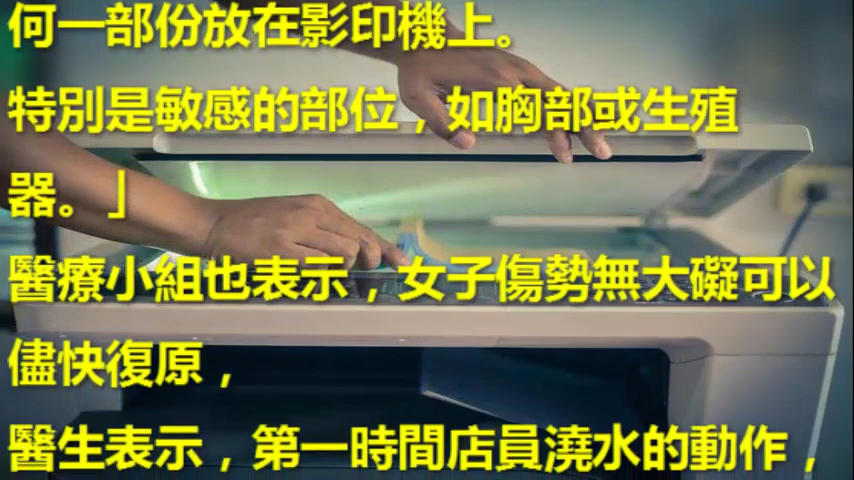 何一部份放在影印機上。
特別是敏感的部位，如胸部或生殖
器。」
醫療小組也表示，女子傷勢無大礙可以
儘快復原，
醫生表示，第一時間店員澆水的動作，